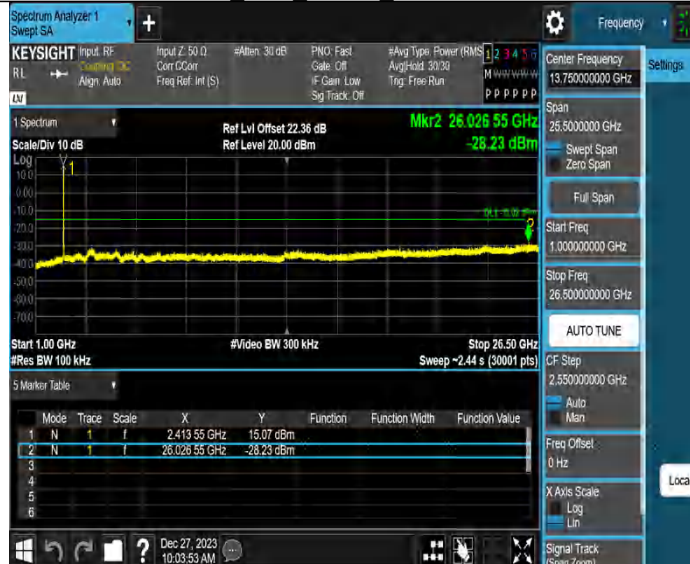 Spectrum Analyzer 1
Swept SA
+
Frequency
KEYSIGHT
RL
Input: RF
Coupling: DC
Align: Auto
Input Z: 50 Ω
Corr CCorr
Freq Ref: Int (S)
#Atten: 30 dB
PNO: Fast
Gate: Off
IF Gain: Low
Sig Track: Off
#Avg Type: Power (RMS
Avg|Hold: 30/30
Trig: Free Run
1 2 3 4 5 6
M W W W W W
P P P P P P
LV
1 Spectrum
Scale/Div 10 dB
Ref Lvl Offset 22.36 dB
Ref Level 20.00 dBm
Mkr2 26.026 55 GHz
-28.23 dBm
Log
10.0
0.00
-10.0
-20.0
-30.0
-40.0
-50.0
-60.0
-70.0
1
2
Start 1.00 GHz
#Res BW 100 kHz
#Video BW 300 kHz
Stop 26.50 GHz
Sweep ~2.44 s (30001 pts)
5 Marker Table
Mode Trace Scale X Y Function Function Width Function Value
1 N 1 f 2.413 55 GHz 15.07 dBm
2 N 1 f 26.026 55 GHz -28.23 dBm
3
4
5
6
?
Dec 27, 2023
10:03:53 AM
Center Frequency
13.750000000 GHz
Settings
Span
25.5000000 GHz
Swept Span
Zero Span
Full Span
Start Freq
1.000000000 GHz
Stop Freq
26.500000000 GHz
AUTO TUNE
CF Step
2.550000000 GHz
Auto
Man
Freq Offset
0 Hz
Loca
X Axis Scale
Log
Lin
Signal Track
(Span Zoom)